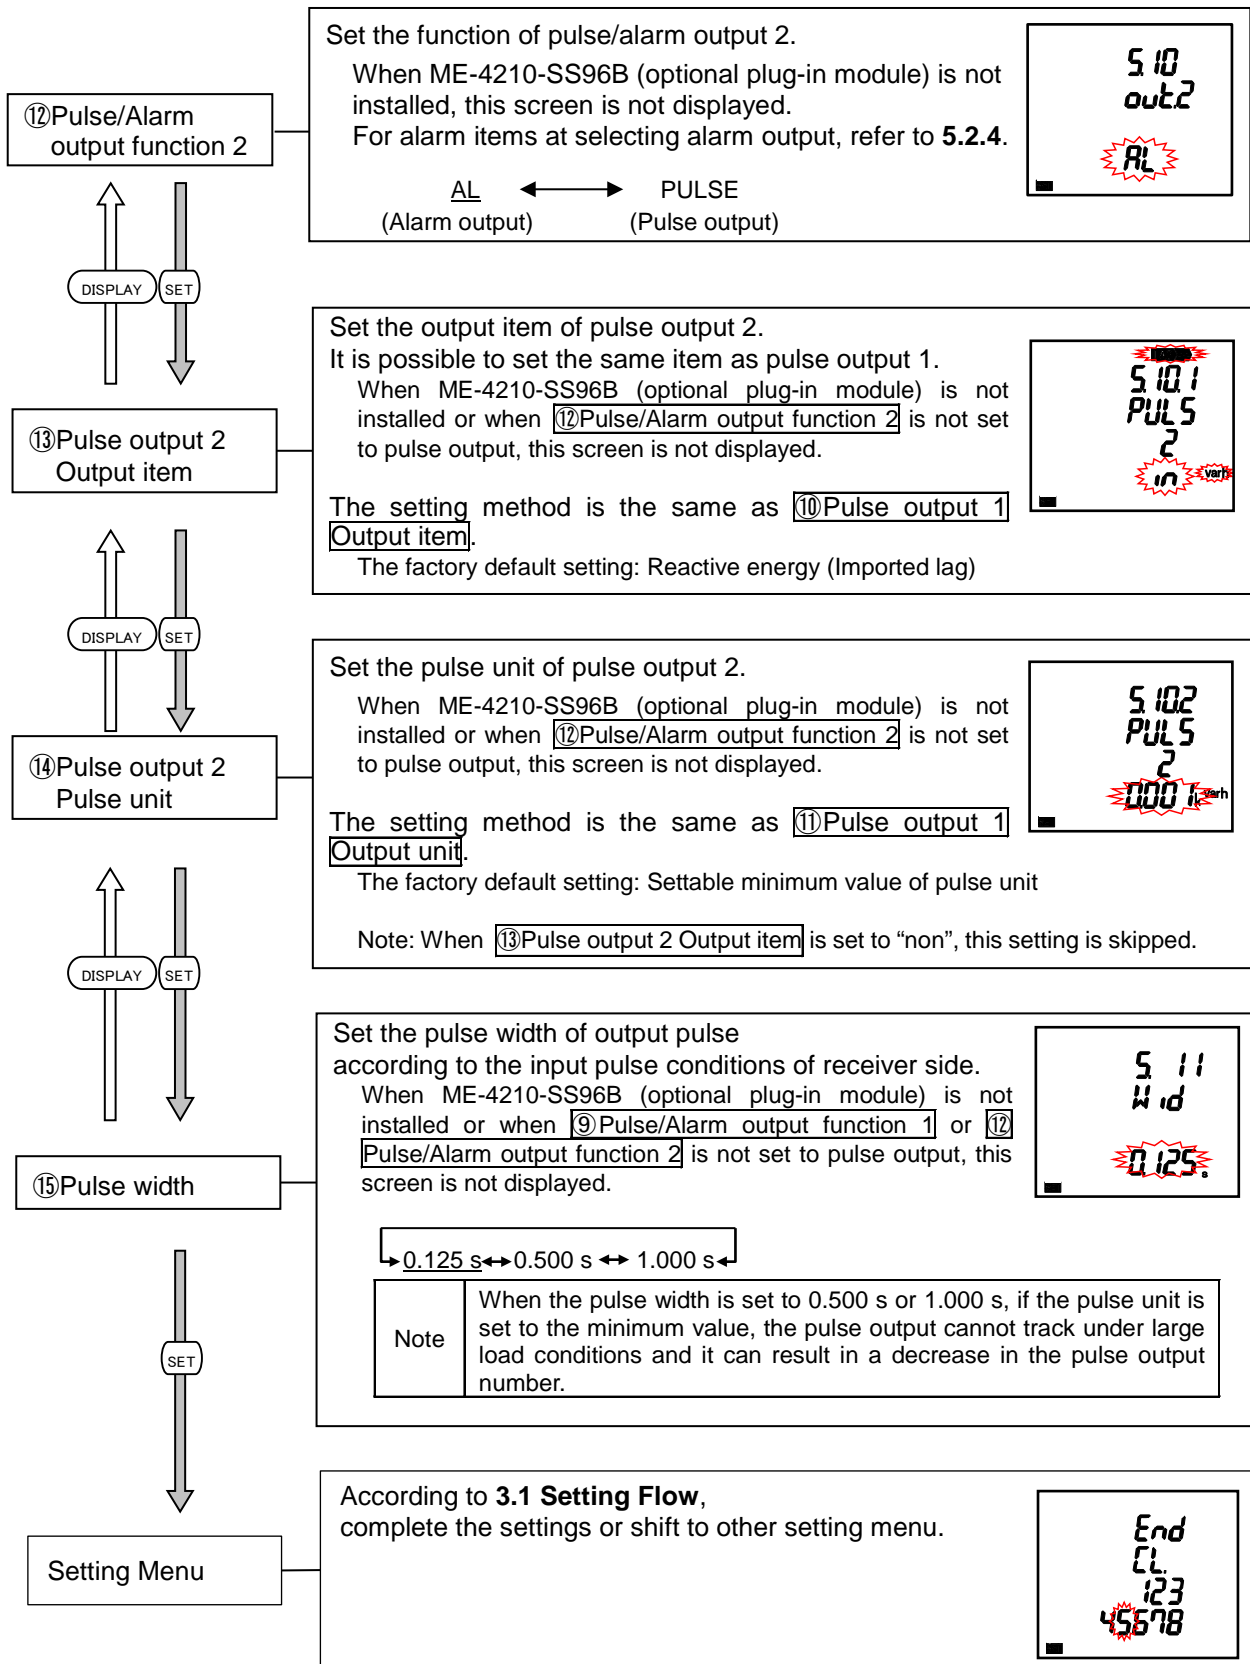 ⑫Pulse/Alarm
output function 2
Set the function of pulse/alarm output 2.
When ME-4210-SS96B (optional plug-in module) is not
installed, this screen is not displayed.
For alarm items at selecting alarm output, refer to 5.2.4.
AL PULSE
(Alarm output) (Pulse output)
5.10
out.2
AL
DISPLAY SET
⑬Pulse output 2
Output item
Set the output item of pulse output 2.
It is possible to set the same item as pulse output 1.
When ME-4210-SS96B (optional plug-in module) is not
installed or when ⑫Pulse/Alarm output function 2 is not set
to pulse output, this screen is not displayed.
The setting method is the same as ⑩Pulse output 1
Output item.
The factory default setting: Reactive energy (Imported lag)
5.10.1
PULS
2
in varh
DISPLAY SET
⑭Pulse output 2
Pulse unit
Set the pulse unit of pulse output 2.
When ME-4210-SS96B (optional plug-in module) is not
installed or when ⑫Pulse/Alarm output function 2 is not set
to pulse output, this screen is not displayed.
The setting method is the same as ⑪Pulse output 1
Output unit.
The factory default setting: Settable minimum value of pulse unit
Note: When ⑬Pulse output 2 Output item is set to “non”, this setting is skipped.
5.10.2
PULS
2
0.001 k varh
DISPLAY SET
⑮Pulse width
Set the pulse width of output pulse
according to the input pulse conditions of receiver side.
When ME-4210-SS96B (optional plug-in module) is not
installed or when ⑨Pulse/Alarm output function 1 or ⑫
Pulse/Alarm output function 2 is not set to pulse output, this
screen is not displayed.
0.125 s 0.500 s 1.000 s
Note
When the pulse width is set to 0.500 s or 1.000 s, if the pulse unit is
set to the minimum value, the pulse output cannot track under large
load conditions and it can result in a decrease in the pulse output
number.
5. 11
Wid
0.125 s
SET
Setting Menu
According to 3.1 Setting Flow,
complete the settings or shift to other setting menu.
End
CL.
123
45678